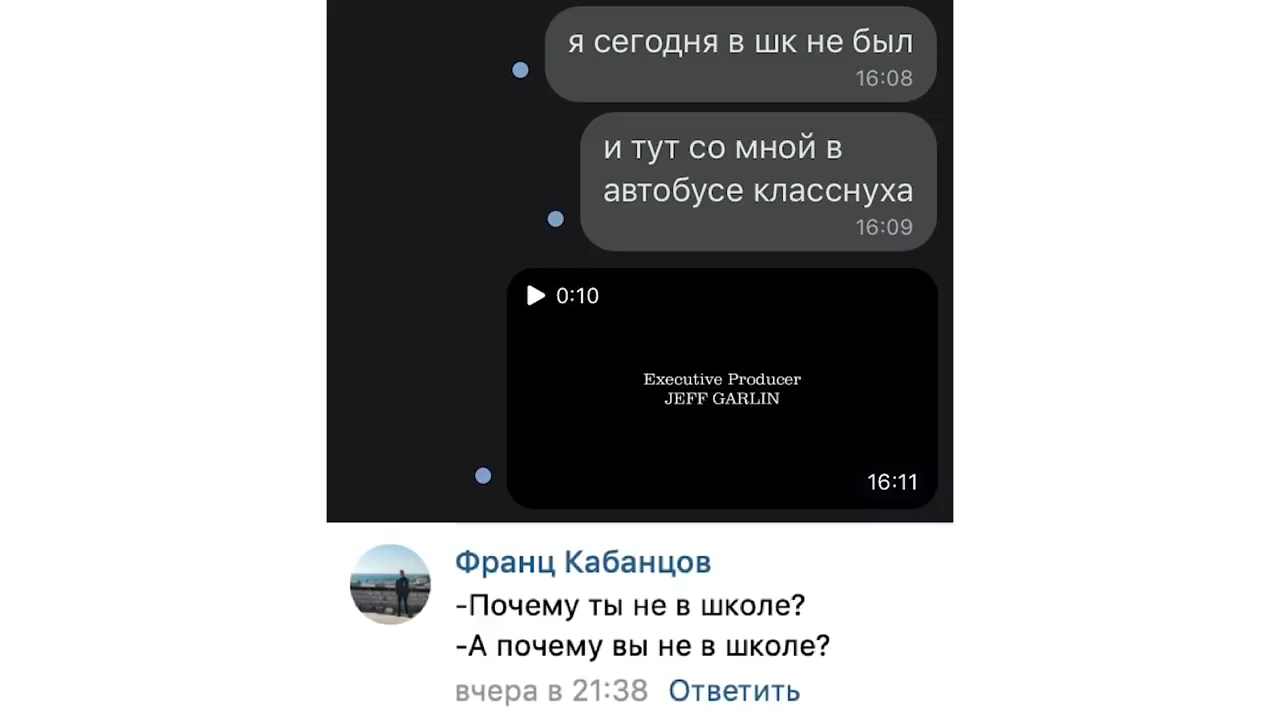 я сегодня в шк не был
16:08
и тут со мной в
автобусе класснуха
16:09
0:10
Executive Producer
JEFF GARLIN
16:11
Франц Кабанцов
-Почему ты не в школе?
-А почему вы не в школе?
вчера в 21:38 Ответить